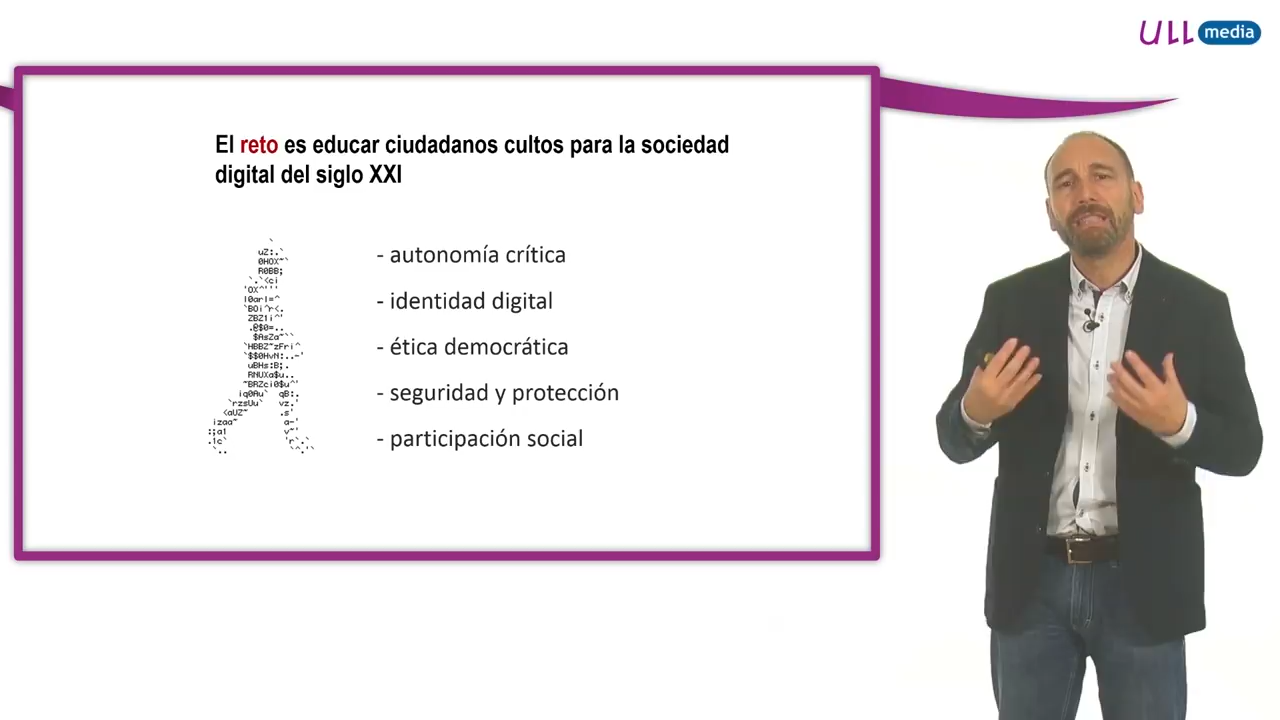 ULL media
El reto es educar ciudadanos cultos para la sociedad
digital del siglo XXI
- autonomía crítica
- identidad digital
- ética democrática
- seguridad y protección
- participación social